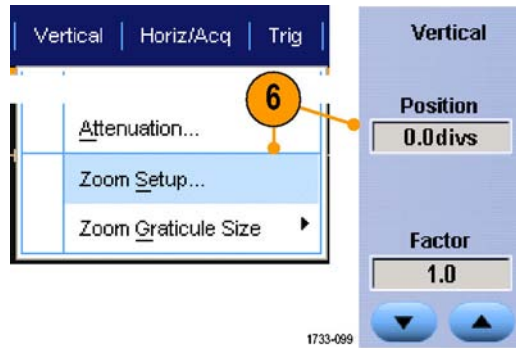 Vertical | Horiz/Acq | Trig
6
Attenuation...
Zoom Setup...
Zoom Graticule Size
Vertical
Position
0.0divs
Factor
1.0
1733-099